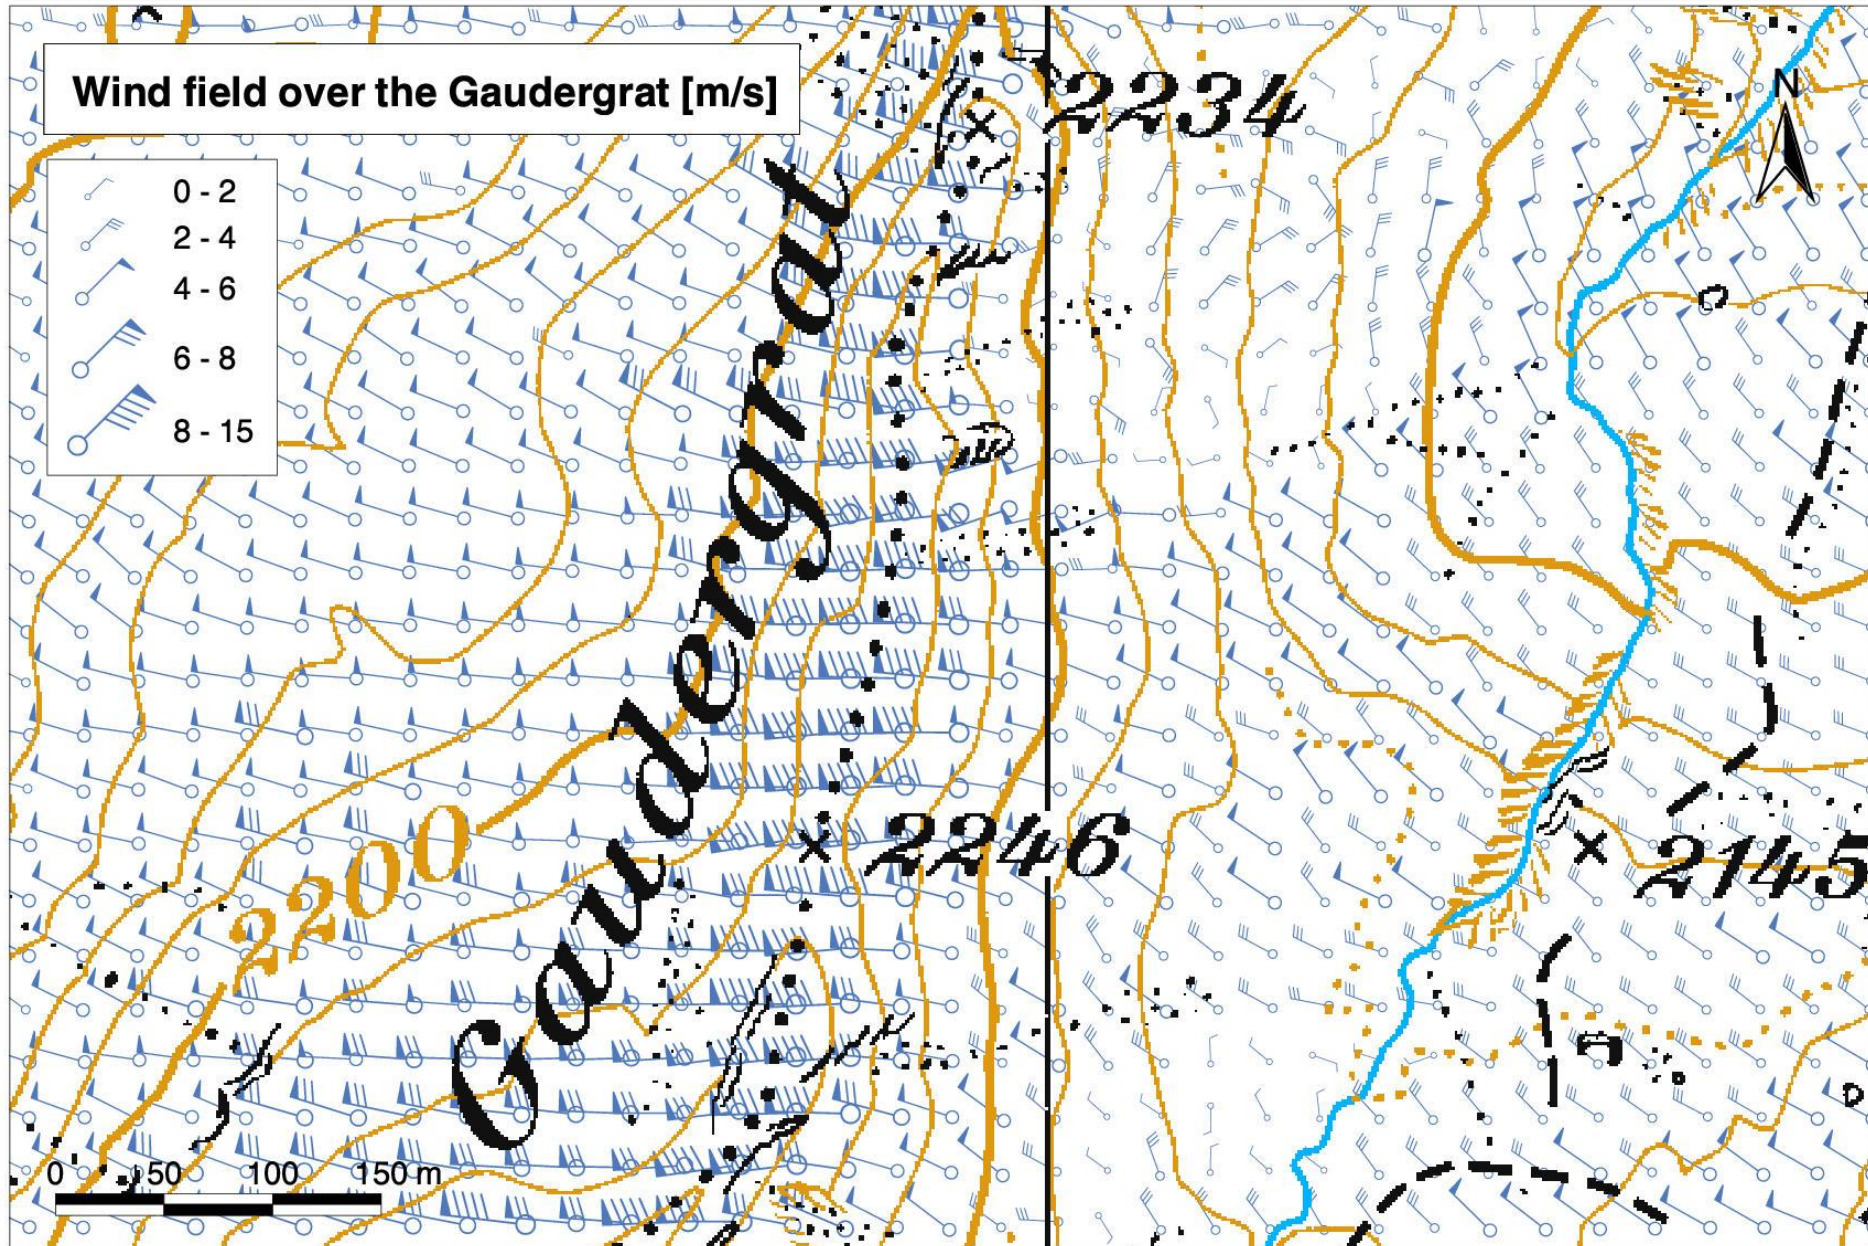 Wind field over the Gaudergrat [m/s]
0 - 2
2 - 4
4 - 6
6 - 8
8 - 15
N
2234
Gaudergrat
2200
2246
2145
0 50 100 150 m